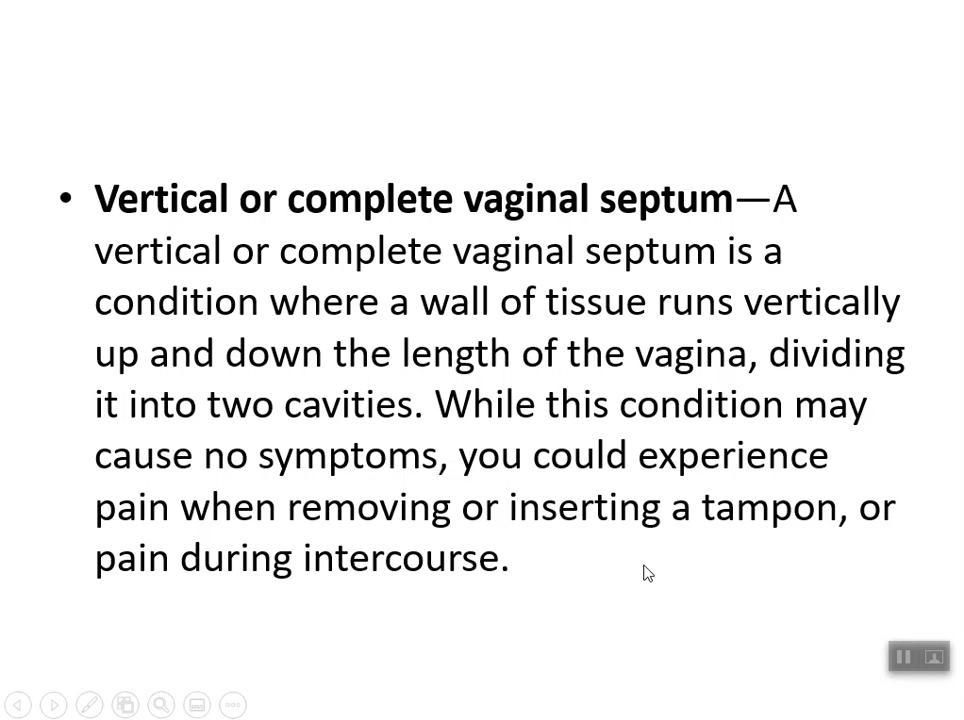 • Vertical or complete vaginal septum—A
vertical or complete vaginal septum is a
condition where a wall of tissue runs vertically
up and down the length of the vagina, dividing
it into two cavities. While this condition may
cause no symptoms, you could experience
pain when removing or inserting a tampon, or
pain during intercourse.